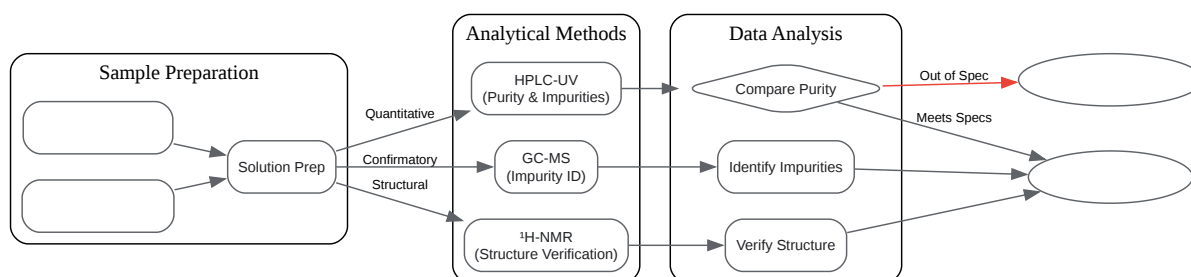 Sample Preparation
Solution Prep
Quantitative
Confirmatory
Structural
Analytical Methods
HPLC-UV
(Purity & Impurities)
GC-MS
(Impurity ID)
¹H-NMR
(Structure Verification)
Data Analysis
Compare Purity
Identify Impurities
Verify Structure
Out of Spec
Meets Specs